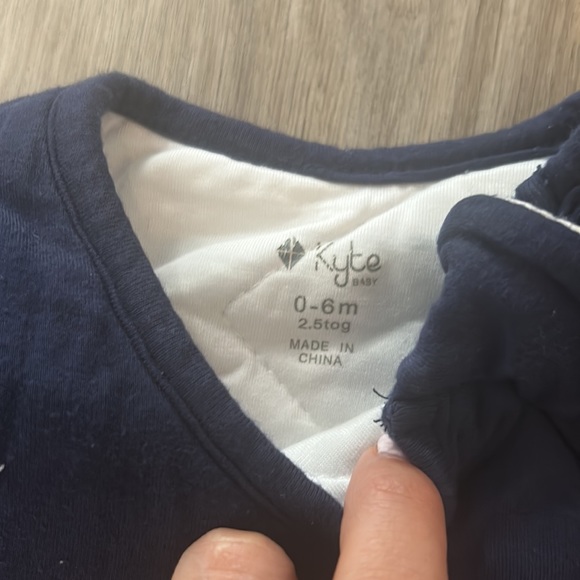 Kyte
BABY
0-6m
2.5tog
MADE IN
CHINA